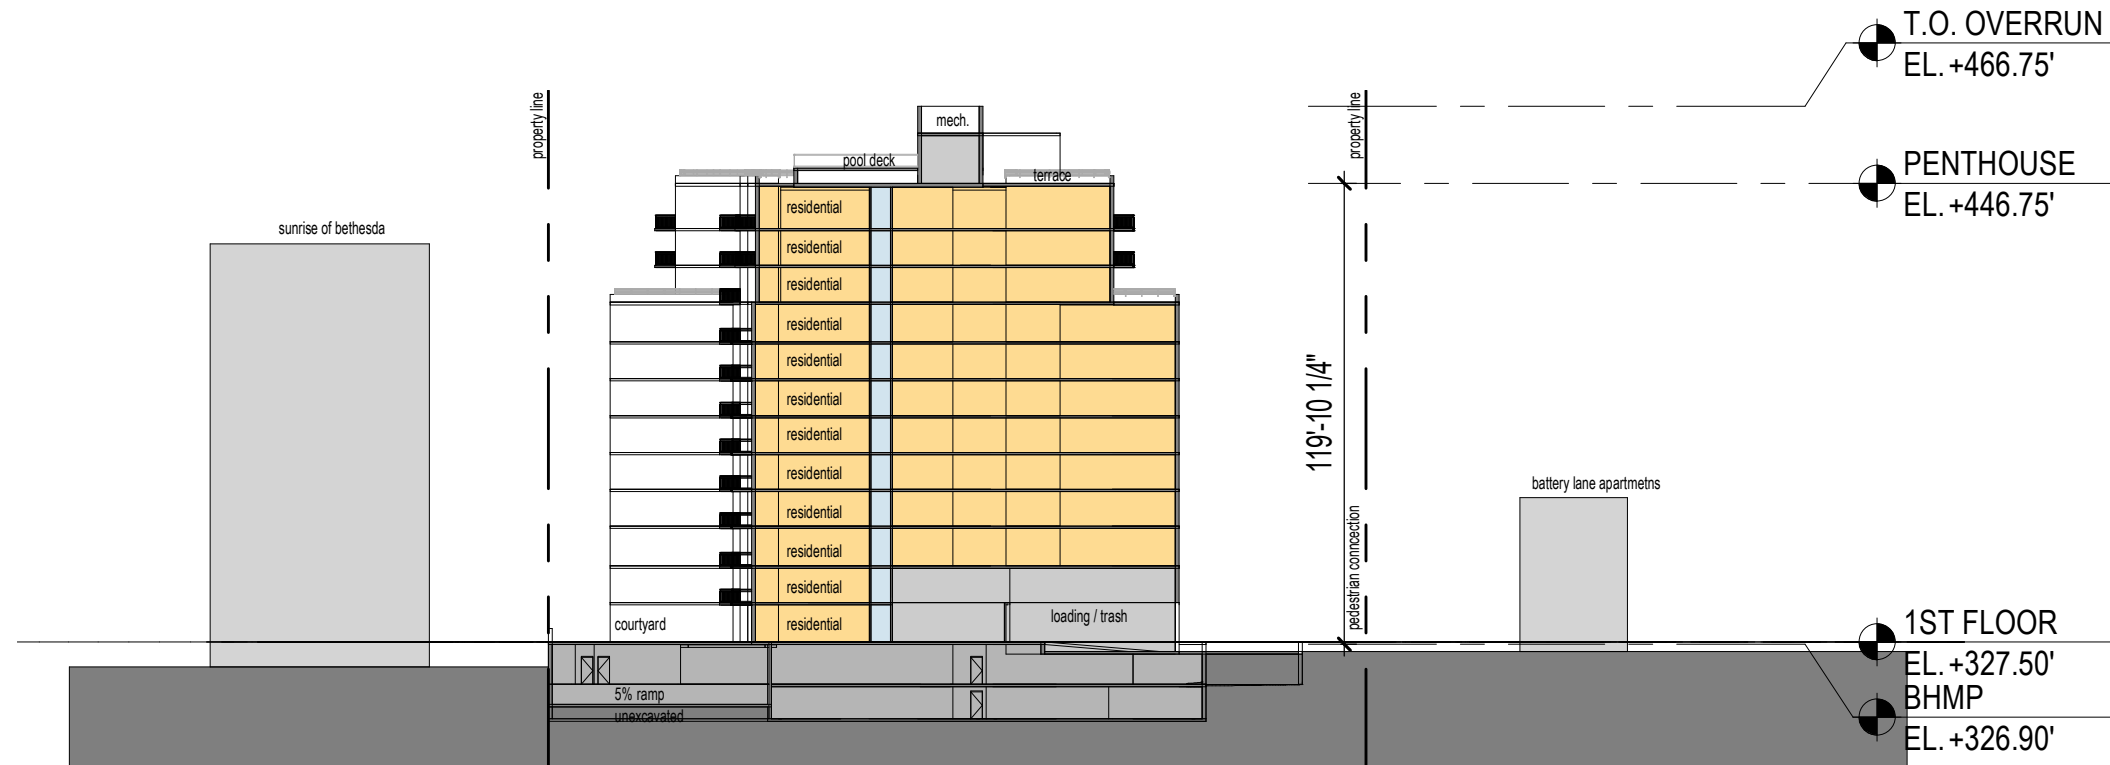 T.O. OVERRUN
EL. +466.75'
property line
property line
mech.
pool deck
terrace
PENTHOUSE
EL. +446.75'
residential
sunrise of bethesda
residential
residential
residential
residential
residential
residential
residential
residential
residential
residential
residential
119'-10 1/4"
battery lane apartmetns
pedestrian conncection
courtyard
loading / trash
1ST FLOOR
EL. +327.50'
5% ramp
unexcavated
BHMP
EL. +326.90'